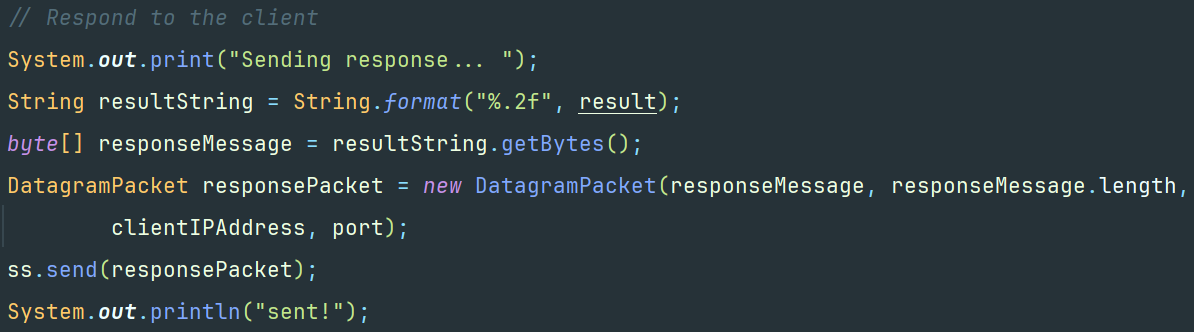 // Respond to the client
System.out.print("Sending response... ");
String resultString = String.format("%.2f", result);
byte[] responseMessage = resultString.getBytes();
DatagramPacket responsePacket = new DatagramPacket(responseMessage, responseMessage.length,
        clientIPAddress, port);
ss.send(responsePacket);
System.out.println("sent!");